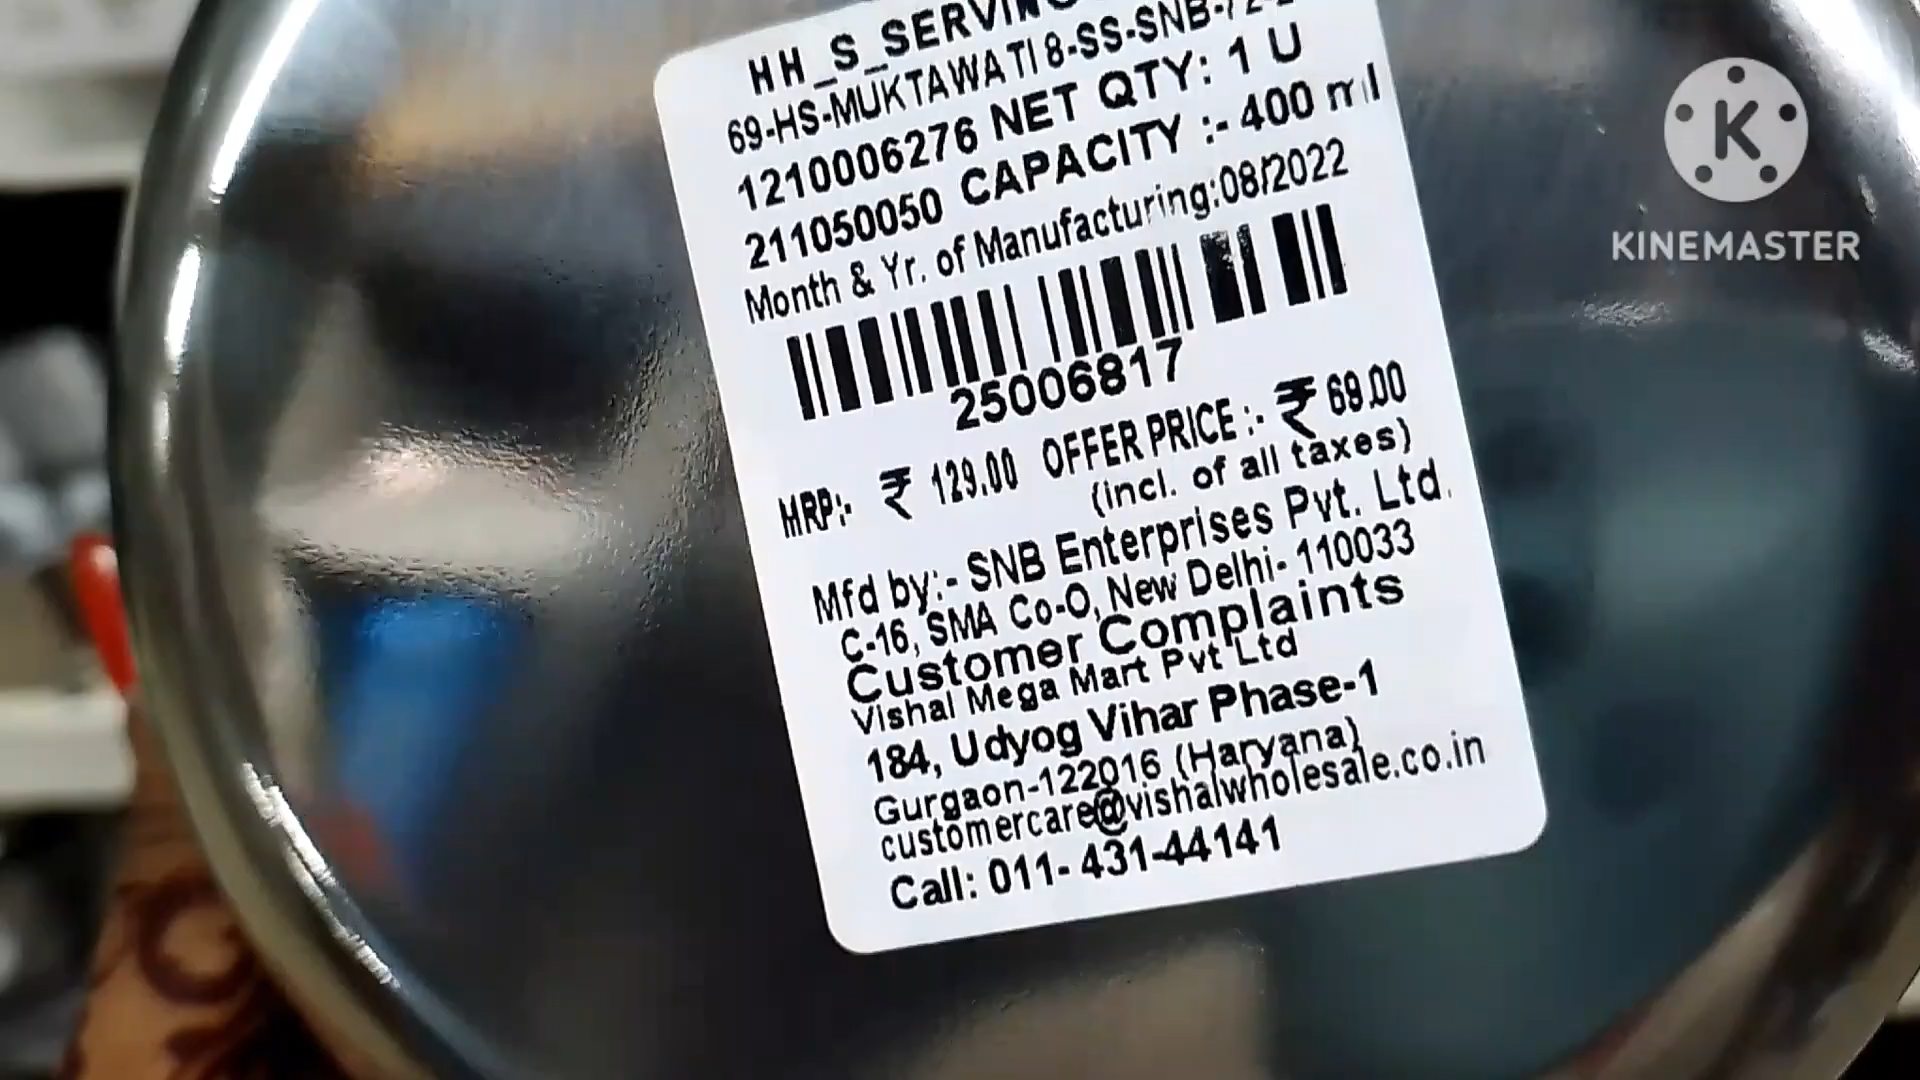 HH_S_SERVING
69-HS-MUKTAWATI 8-SS-SNB-72-
1210006276 NET QTY: 1 U
211050050 CAPACITY :- 400 ml
Month & Yr. of Manufacturing:08/2022
25006817
MRP:- ₹ 129.00 OFFER PRICE :- ₹ 69.00
(incl. of all taxes)
Mfd by:- SNB Enterprises Pvt. Ltd.
C-16, SMA Co-O, New Delhi- 110033
Customer Complaints
Vishal Mega Mart Pvt Ltd
184, Udyog Vihar Phase-1
Gurgaon-122016 (Haryana)
customercare@vishalwholesale.co.in
Call: 011- 431-44141
K
KINEMASTER